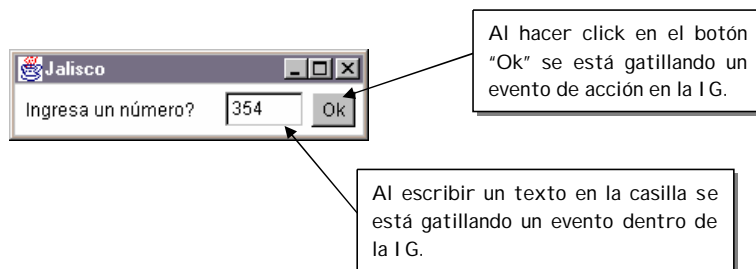 Al hacer click en el botón
“Ok” se está gatillando un
evento de acción en la IG.
Jalisco
Ingresa un número? 354 Ok
Al escribir un texto en la casilla se
está gatillando un evento dentro de
la IG.